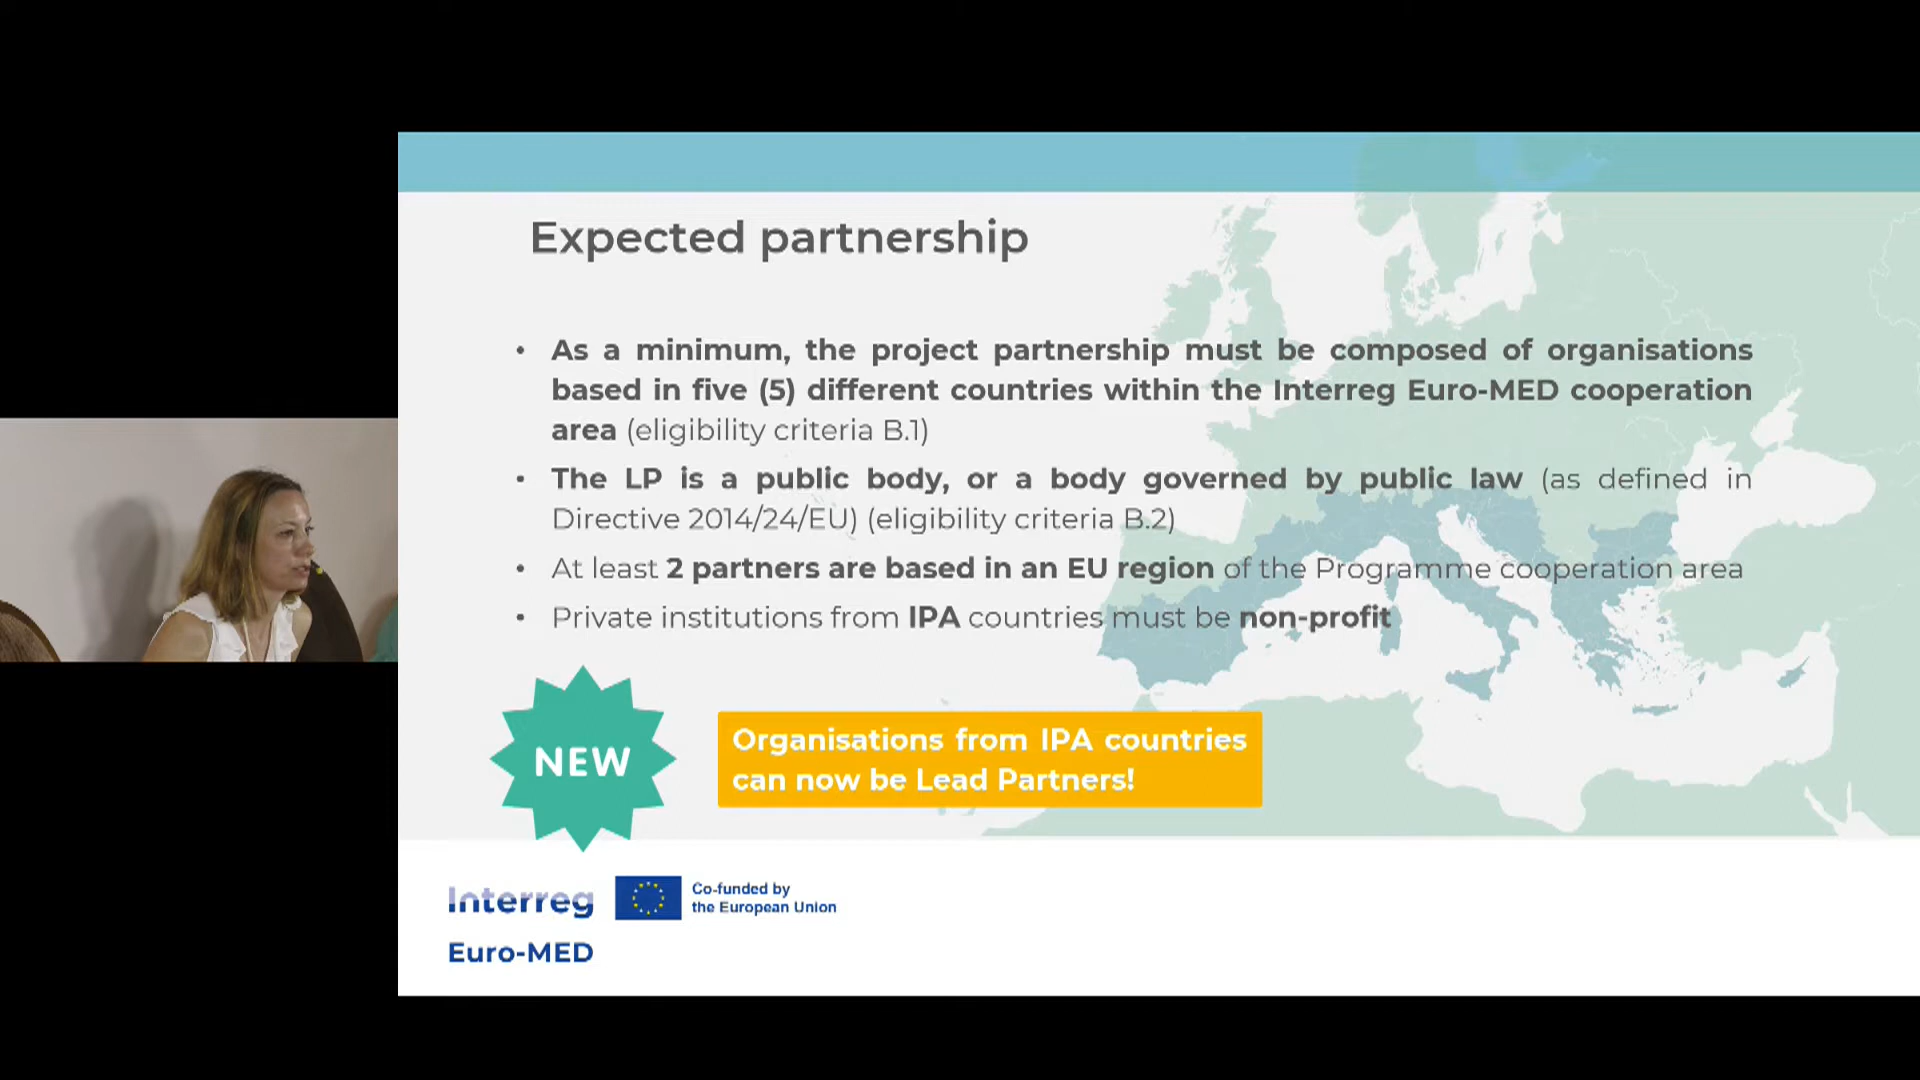 Expected partnership
• As a minimum, the project partnership must be composed of organisations
based in five (5) different countries within the Interreg Euro-MED cooperation
area (eligibility criteria B.1)
• The LP is a public body, or a body governed by public law (as defined in
Directive 2014/24/EU) (eligibility criteria B.2)
• At least 2 partners are based in an EU region of the Programme cooperation area
• Private institutions from IPA countries must be non-profit
NEW
Organisations from IPA countries
can now be Lead Partners!
Interreg
Co-funded by
the European Union
Euro-MED